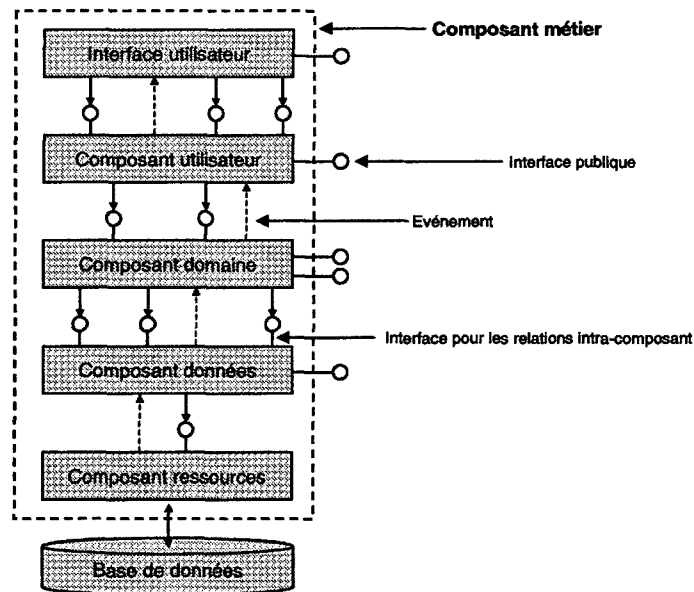 Composant métier
Interface utilisateur
Composant utilisateur
Interface publique
Evénement
Composant domaine
Interface pour les relations intra-composant
Composant données
Composant ressources
Base de données